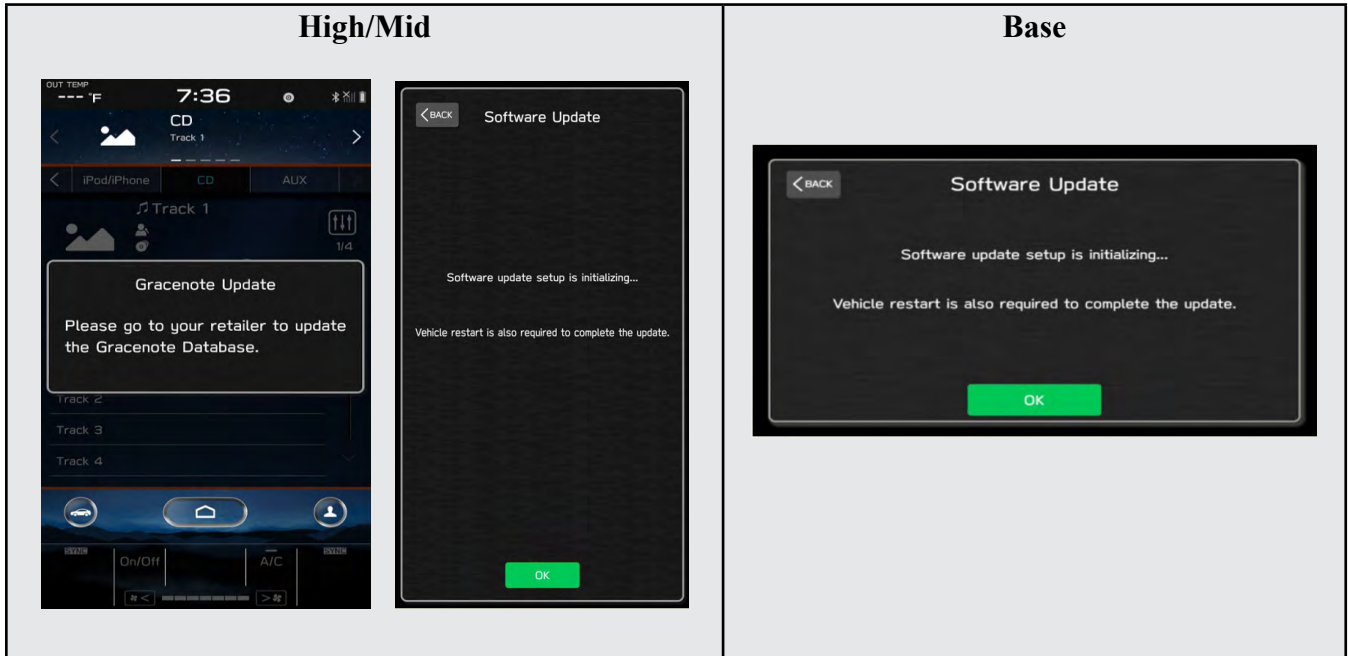 High/Mid
Base
OUT TEMP
--- °F
7:36
CD
Track 1
iPod/iPhone
CD
AUX
Track 1
1/4
Gracenote Update
Please go to your retailer to update
the Gracenote Database.
Track 2
Track 3
Track 4
SYNC
On/Off
A/C
SYNC
BACK
Software Update
Software update setup is initializing...
Vehicle restart is also required to complete the update.
OK
BACK
Software Update
Software update setup is initializing...
Vehicle restart is also required to complete the update.
OK